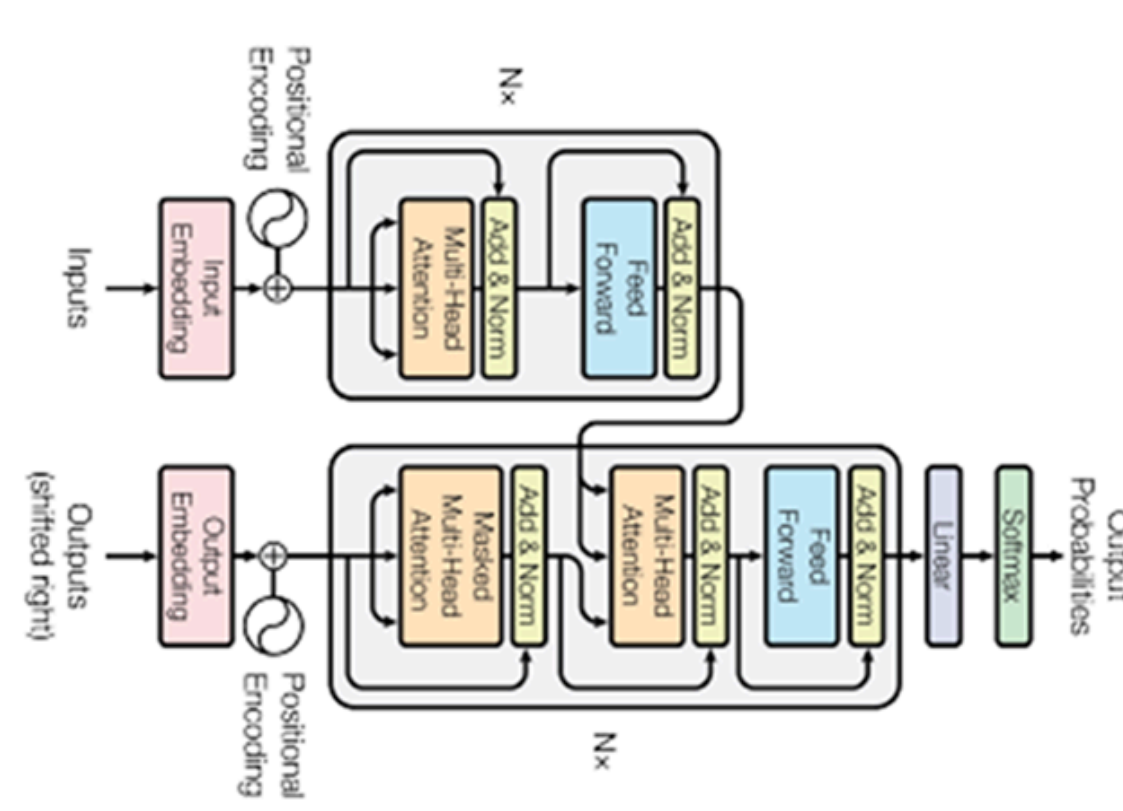 Output
Probabilities
Softmax
Linear
Add & Norm
Feed
Forward
Add & Norm
Multi-Head
Attention
Add & Norm
Masked
Multi-Head
Attention
Nx
Add & Norm
Feed
Forward
Add & Norm
Multi-Head
Attention
Nx
Positional
Encoding
Positional
Encoding
Input
Embedding
Output
Embedding
Inputs
Outputs
(shifted right)